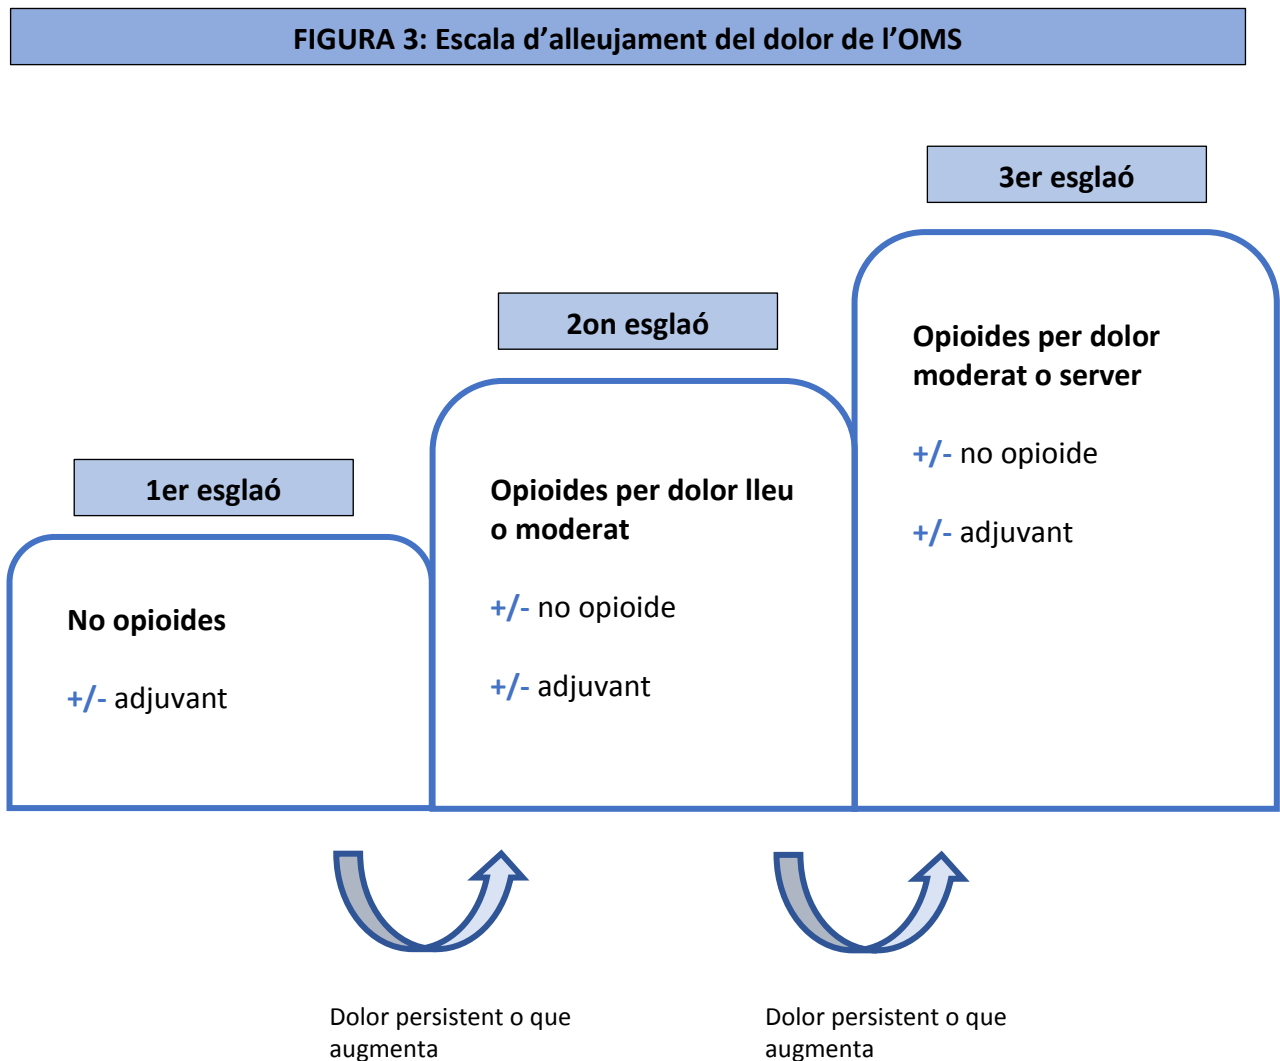 FIGURA 3: Escala d’alleujament del dolor de l’OMS
1er esglaó
No opioides
+/- adjuvant
2on esglaó
Opioides per dolor lleu
o moderat
+/- no opioide
+/- adjuvant
3er esglaó
Opioides per dolor
moderat o server
+/- no opioide
+/- adjuvant
Dolor persistent o que
augmenta
Dolor persistent o que
augmenta